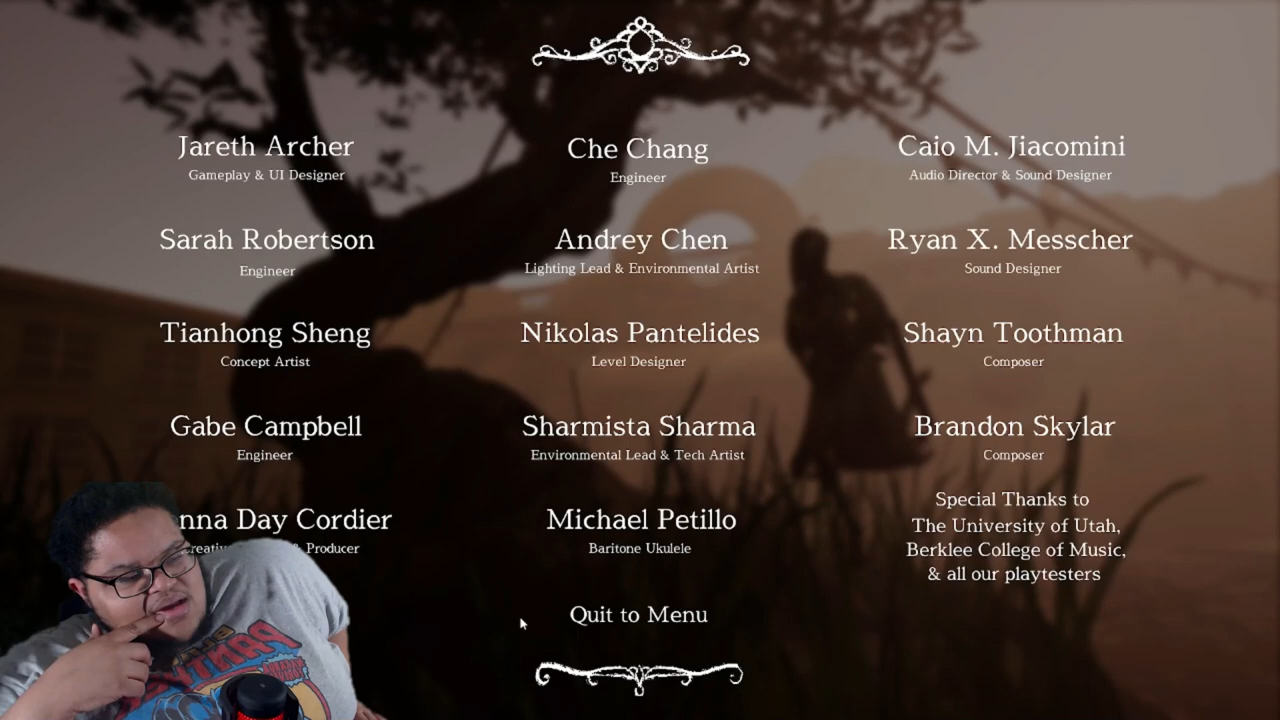 Jareth Archer
Gameplay & UI Designer
Sarah Robertson
Engineer
Tianhong Sheng
Concept Artist
Gabe Campbell
Engineer
nna Day Cordier
Producer
Che Chang
Engineer
Andrey Chen
Lighting Lead & Environmental Artist
Nikolas Pantelides
Level Designer
Sharmista Sharma
Environmental Lead & Tech Artist
Michael Petillo
Baritone Ukulele
Caio M. Jiacomini
Audio Director & Sound Designer
Ryan X. Messcher
Sound Designer
Shayn Toothman
Composer
Brandon Skylar
Composer
Special Thanks to
The University of Utah,
Berklee College of Music,
& all our playtesters
Quit to Menu